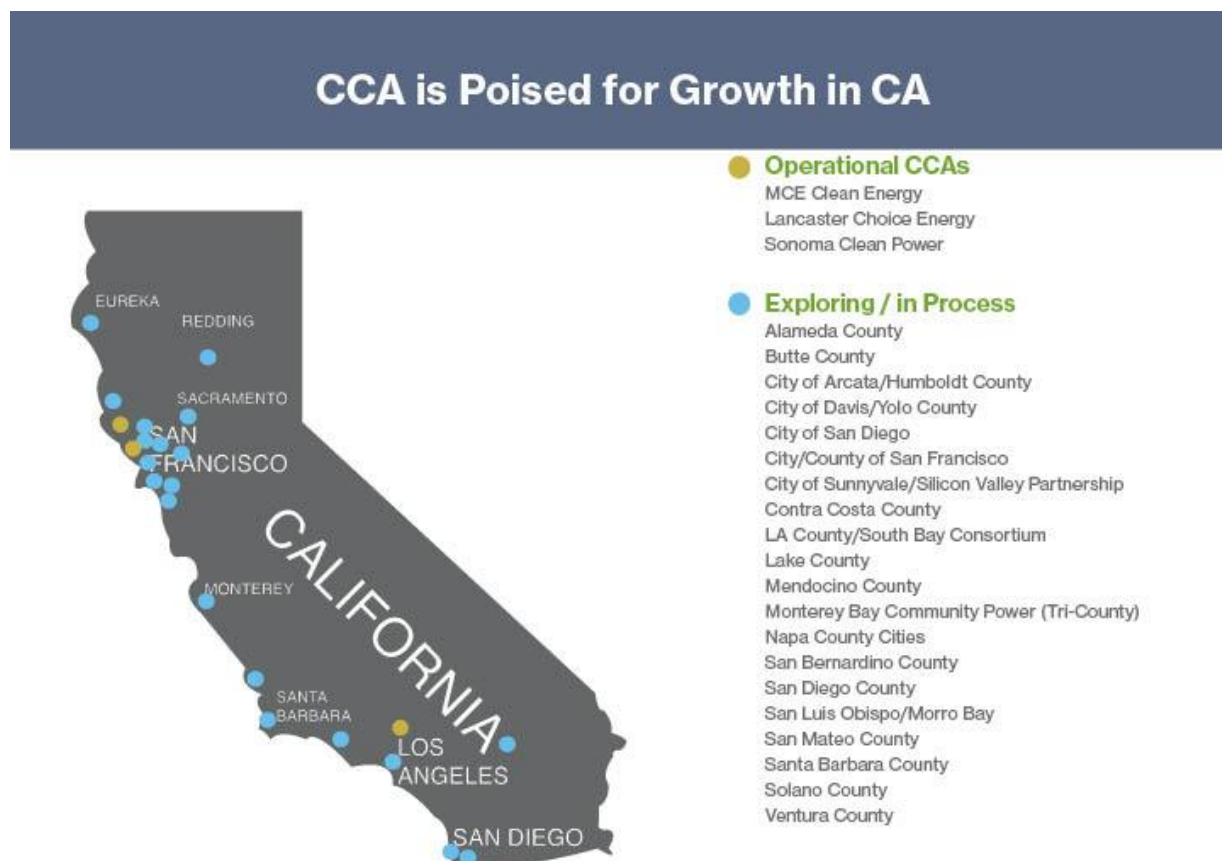 CCA is Poised for Growth in CA
Operational CCAs
MCE Clean Energy
Lancaster Choice Energy
Sonoma Clean Power
Exploring / in Process
Alameda County
Butte County
City of Arcata/Humboldt County
City of Davis/Yolo County
City of San Diego
City/County of San Francisco
City of Sunnyvale/Silicon Valley Partnership
Contra Costa County
LA County/South Bay Consortium
Lake County
Mendocino County
Monterey Bay Community Power (Tri-County)
Napa County Cities
San Bernardino County
San Diego County
San Luis Obispo/Morro Bay
San Mateo County
Santa Barbara County
Solano County
Ventura County
EUREKA
REDDING
SACRAMENTO
SAN
FRANCISCO
CALIFORNIA
MONTEREY
SANTA
BARBARA
LOS
ANGELES
SAN DIEGO